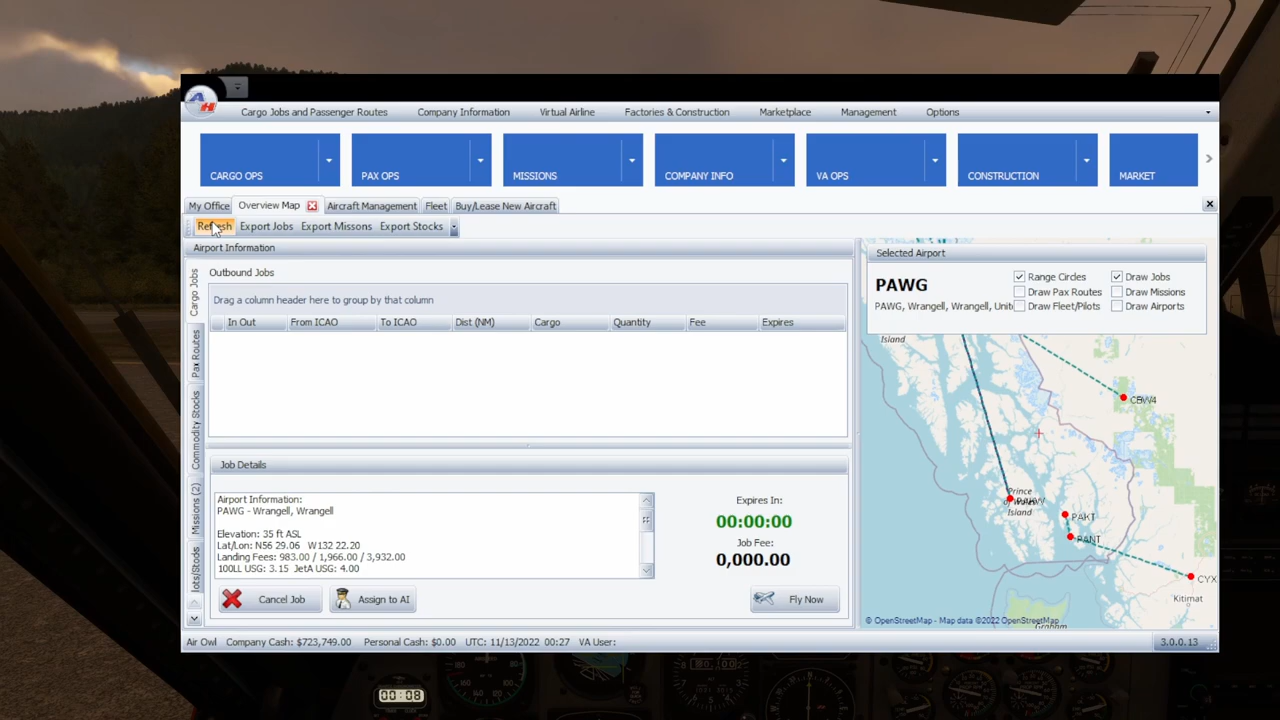 Cargo Jobs and Passenger Routes Company Information Virtual Airline Factories & Construction Marketplace Management Options
CARGO OPS PAX OPS MISSIONS COMPANY INFO VA OPS CONSTRUCTION MARKET
My Office Overview Map Aircraft Management Fleet Buy/Lease New Aircraft
Refresh Export Jobs Export Missons Export Stocks
Airport Information
Selected Airport
Cargo Jobs
Pax Routes
Commodity Stocks
Missions (2)
Outbound Jobs
Drag a column header here to group by that column
In Out From ICAO To ICAO Dist (NM) Cargo Quantity Fee Expires
PAWG
PAWG, Wrangell, Wrangell, Unit
Range Circles Draw Jobs
Draw Pax Routes Draw Missions
Draw Fleet/Pilots Draw Airports
Island
CBW4
Prince
Island
PAKT
PANT
CYX
Kitimat
Graham
© OpenStreetMap - Map data ©2022 OpenStreetMap
Job Details
Airport Information:
PAWG - Wrangell, Wrangell
Elevation: 35 ft ASL
Lat/Lon: N56 29.06 W132 22.20
Landing Fees: 983.00 / 1,966.00 / 3,932.00
100LL USG: 3.15 JetA USG: 4.00
Expires In:
00:00:00
Job Fee:
0,000.00
Cancel Job Assign to AI Fly Now
Air Owl Company Cash: $723,749.00 Personal Cash: $0.00 UTC: 11/13/2022 00:27 VA User: 3.0.0.13
00:08